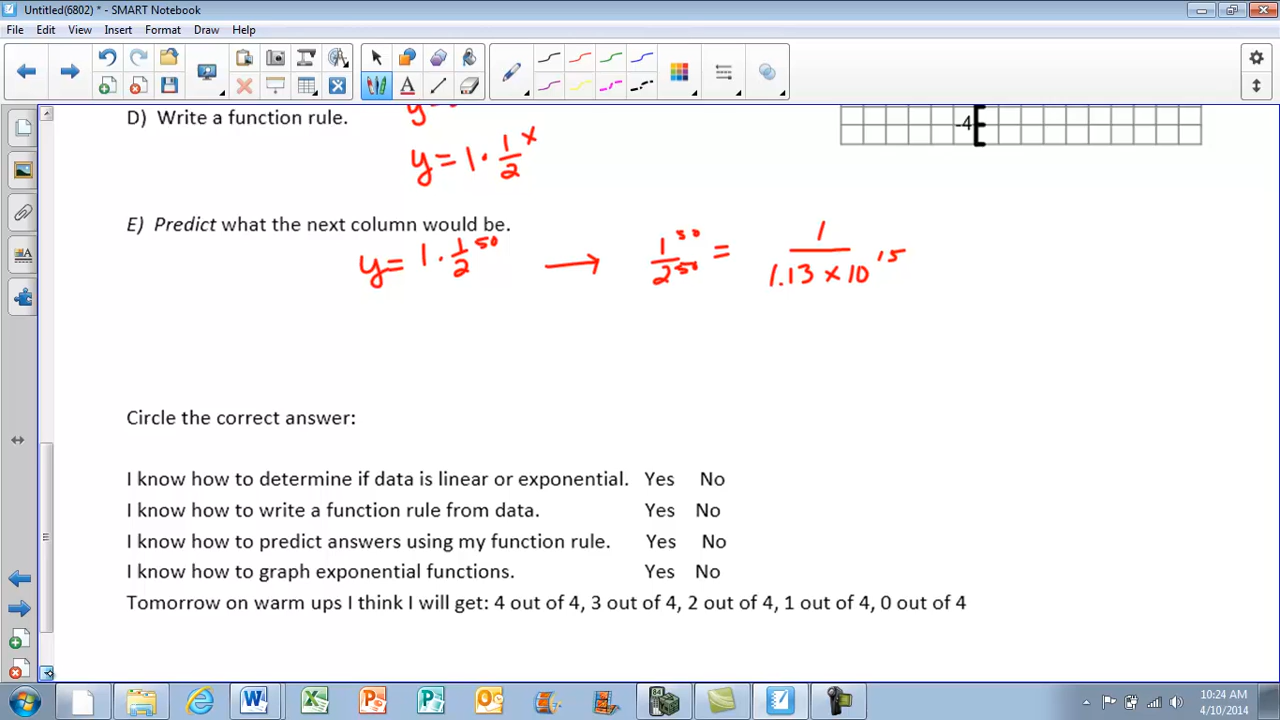 Untitled(6802) * - SMART Notebook
File Edit View Insert Format Draw Help
D) Write a function rule.
-4
y = 1 · 1/2^x
E) Predict what the next column would be.
y = 1 · 1/2^50 → 1^50/2^50 = 1/1.13 × 10^15
Circle the correct answer:
I know how to determine if data is linear or exponential. Yes No
I know how to write a function rule from data. Yes No
I know how to predict answers using my function rule. Yes No
I know how to graph exponential functions. Yes No
Tomorrow on warm ups I think I will get: 4 out of 4, 3 out of 4, 2 out of 4, 1 out of 4, 0 out of 4
10:24 AM
4/10/2014